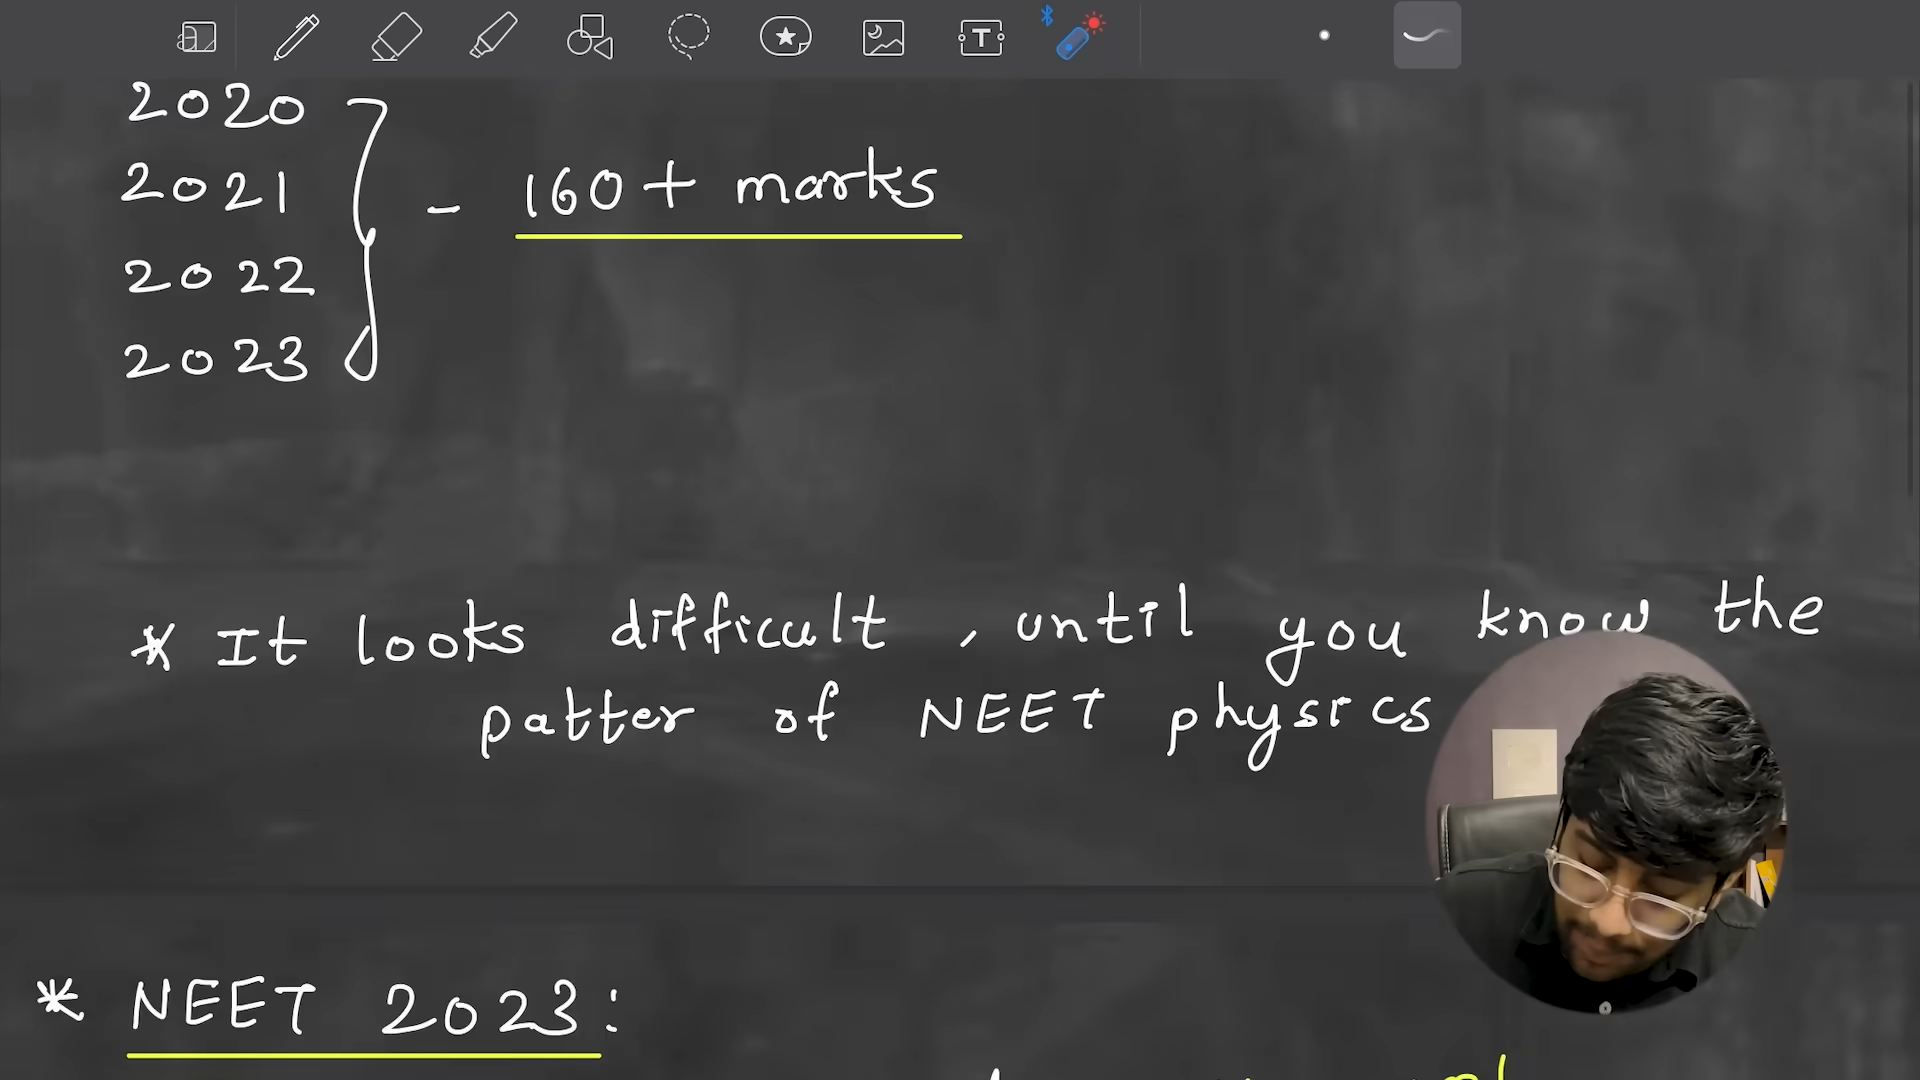 2020
2021
2022
2023
- 160+ marks
* It looks difficult, until you know the
patter of NEET physics
* NEET 2023: